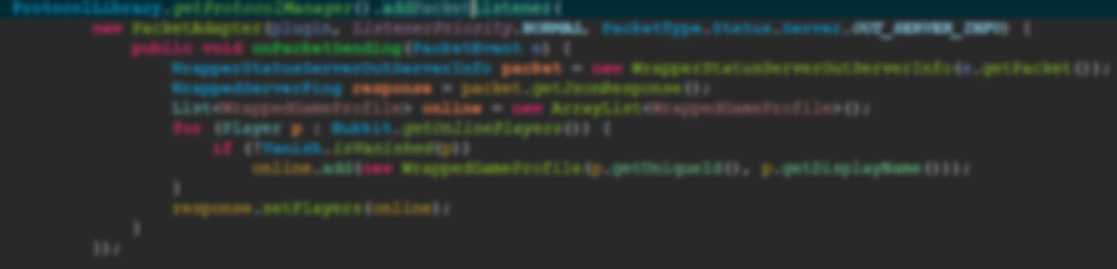 ProtocolLibrary.getProtocolManager().addPacketListener(
new PacketAdapter(plugin, ListenerPriority.NORMAL, PacketType.Status.Server.OUT_SERVER_INFO) {
public void onPacketSending(PacketEvent e) {
WrapperStatusServerOutServerInfo packet = new WrapperStatusServerOutServerInfo(e.getPacket());
WrappedServerPing response = packet.getJsonResponse();
List<WrappedGameProfile> online = new ArrayList<WrappedGameProfile>();
for (Player p : Bukkit.getOnlinePlayers()) {
if (!Vanish.isVanished(p))
online.add(new WrappedGameProfile(p.getUniqueId(), p.getDisplayName()));
}
response.setPlayers(online);
}
});